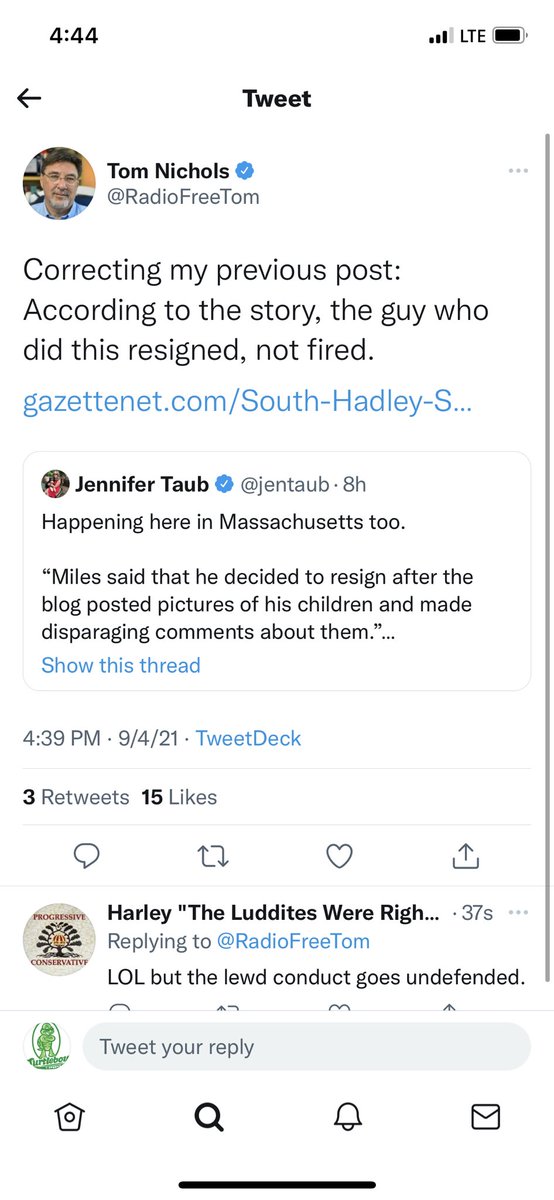 4:44
LTE
Tweet
Tom Nichols
@RadioFreeTom
Correcting my previous post:
According to the story, the guy who
did this resigned, not fired.
gazettenet.com/South-Hadley-S...
Jennifer Taub @jentaub · 8h
Happening here in Massachusetts too.
“Miles said that he decided to resign after the
blog posted pictures of his children and made
disparaging comments about them.”...
Show this thread
4:39 PM · 9/4/21 · TweetDeck
3 Retweets 15 Likes
PROGRESSIVE
CONSERVATIVE
Harley "The Luddites Were Righ... · 37s
Replying to @RadioFreeTom
LOL but the lewd conduct goes undefended.
Turtleboy
Tweet your reply